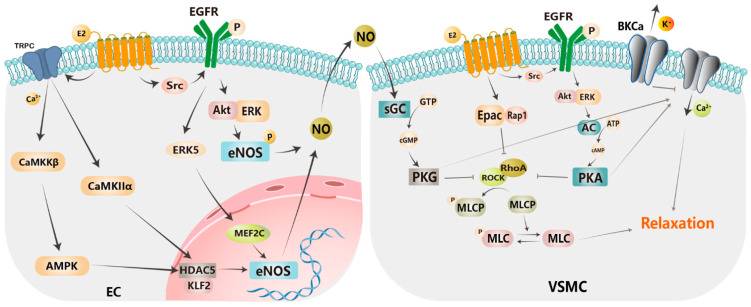 EGFR
E2
P
TRPC
Src
Ca²⁺
Akt
ERK
NO
P
ERK5
eNOS
NO
CaMKKβ
CaMKIIα
MEF2C
AMPK
HDAC5
KLF2
eNOS
EC
EGFR
BKCa
K⁺
E2
P
Src
sGC
GTP
Epac
Rap1
Akt
ERK
Ca²⁺
AC
ATP
cGMP
cAMP
PKG
ROCK
RhoA
PKA
P
MLCP
MLCP
P
MLC
MLC
Relaxation
VSMC